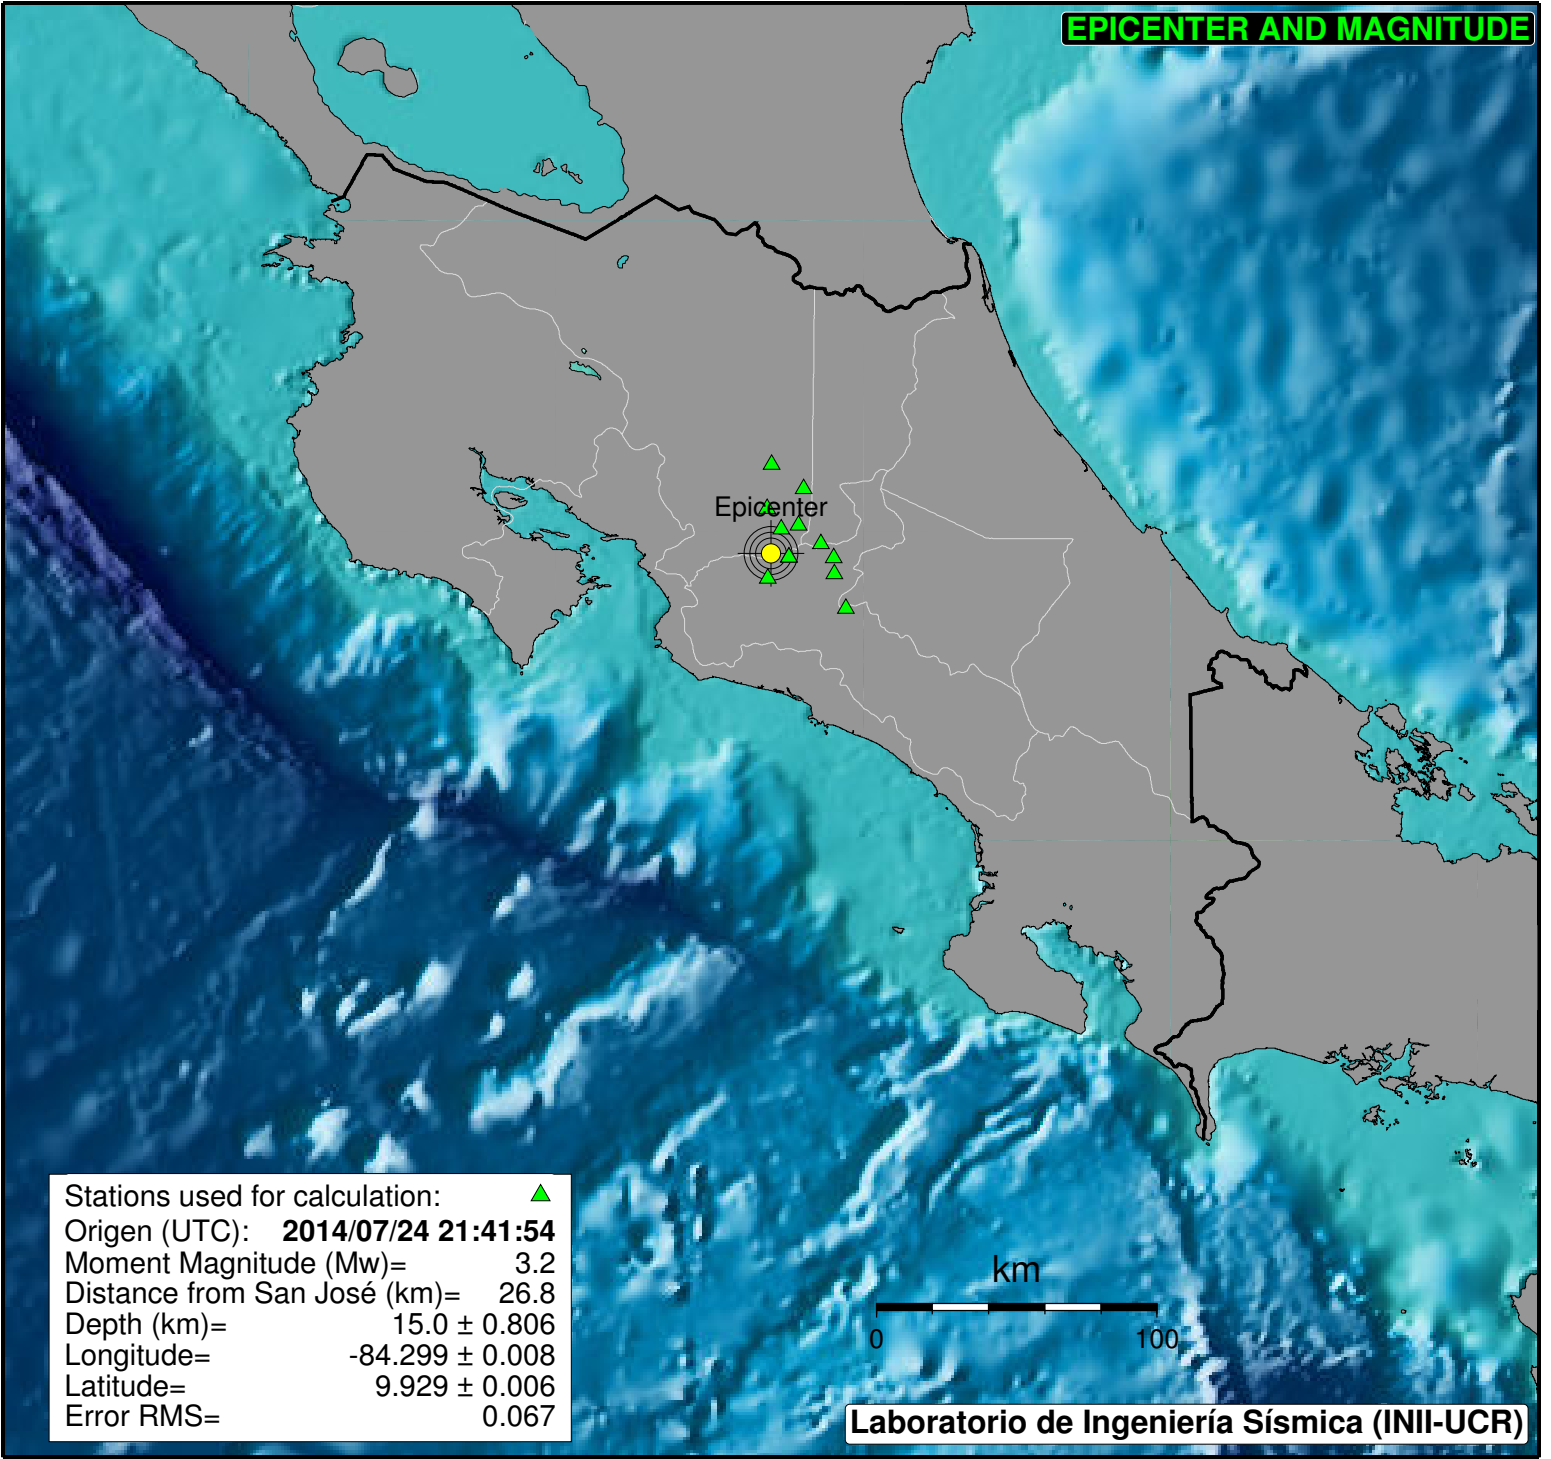 EPICENTER AND MAGNITUDE
Epicenter
Stations used for calculation:
Origen (UTC): 2014/07/24 21:41:54
Moment Magnitude (Mw)= 3.2
Distance from San José (km)= 26.8
Depth (km)= 15.0 ± 0.806
Longitude= -84.299 ± 0.008
Latitude= 9.929 ± 0.006
Error RMS= 0.067
km
0 100
Laboratorio de Ingeniería Sísmica (INII-UCR)